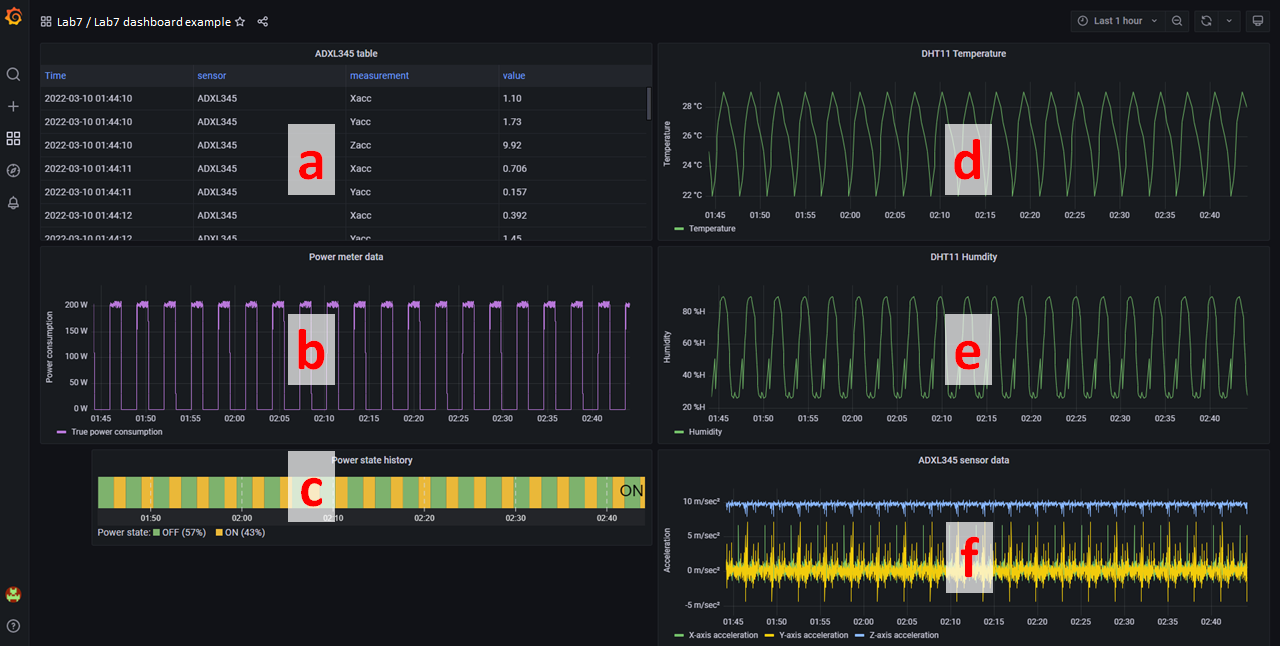 Lab7 / Lab7 dashboard example
Last 1 hour
ADXL345 table
Time sensor measurement value
2022-03-10 01:44:10 ADXL345 Xacc 1.10
2022-03-10 01:44:10 ADXL345 Yacc 1.73
2022-03-10 01:44:10 ADXL345 Zacc 9.92
2022-03-10 01:44:11 ADXL345 Xacc 0.706
2022-03-10 01:44:11 ADXL345 Yacc 0.157
2022-03-10 01:44:12 ADXL345 Xacc 0.392
2022-03-10 01:44:12 ADXL345 Yacc 1.45
a
DHT11 Temperature
Temperature
28 °C
26 °C
24 °C
22 °C
01:45 01:50 01:55 02:00 02:05 02:10 02:15 02:20 02:25 02:30 02:35 02:40
Temperature
d
Power meter data
Power consumption
200 W
150 W
100 W
50 W
0 W
01:45 01:50 01:55 02:00 02:05 02:10 02:15 02:20 02:25 02:30 02:35 02:40
True power consumption
b
DHT11 Humdity
Humidity
80 %H
60 %H
40 %H
20 %H
01:45 01:50 01:55 02:00 02:05 02:10 02:15 02:20 02:25 02:30 02:35 02:40
Humidity
e
Power state history
ON
01:50 02:00 02:10 02:20 02:30 02:40
Power state: OFF (57%) ON (43%)
c
ADXL345 sensor data
Acceleration
10 m/sec²
5 m/sec²
0 m/sec²
-5 m/sec²
01:45 01:50 01:55 02:00 02:05 02:10 02:15 02:20 02:25 02:30 02:35 02:40
X-axis acceleration Y-axis acceleration Z-axis acceleration
f